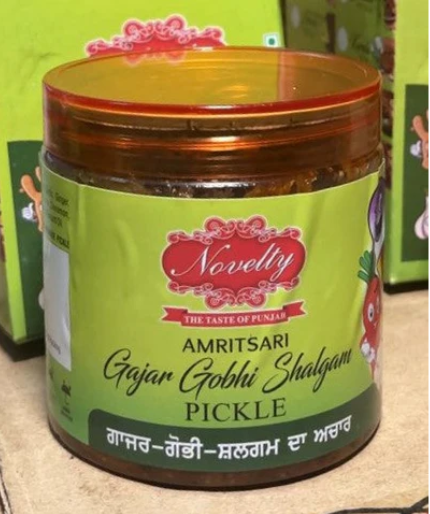 Novelty
THE TASTE OF PUNJAB
AMRITSARI
Gajar Gobhi Shalgam
PICKLE
ਗਾਜਰ-ਗੋਭੀ-ਸ਼ਲਗਮ ਦਾ ਅਚਾਰ